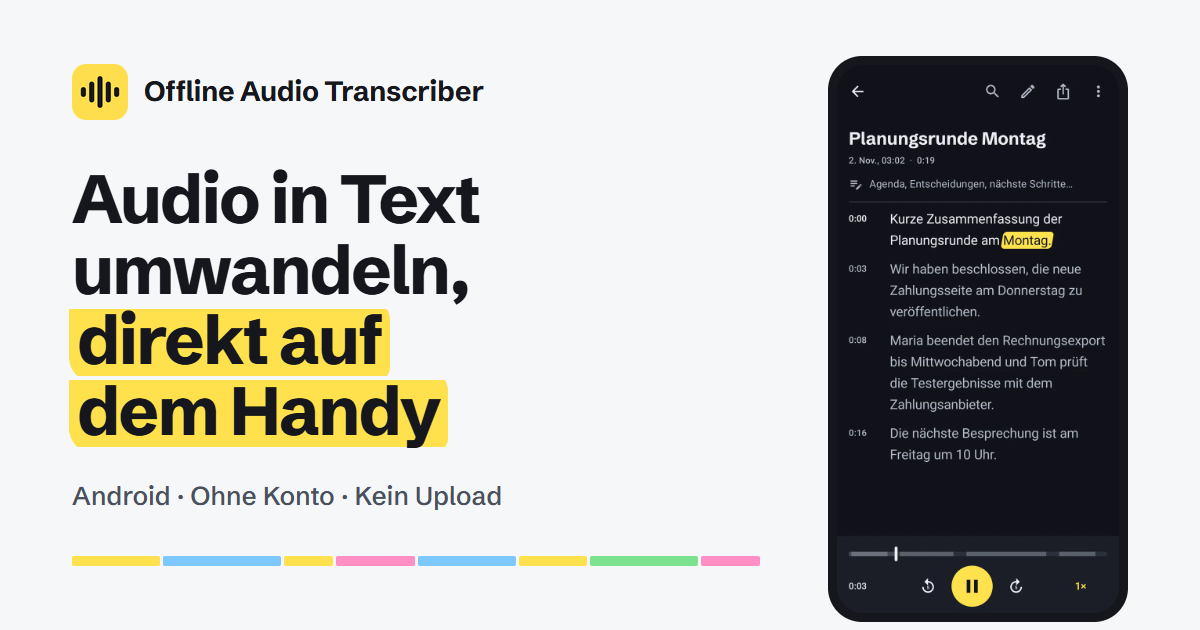 Offline Audio Transcriber
Audio in Text
umwandeln,
direkt auf
dem Handy
Android · Ohne Konto · Kein Upload
Planungsrunde Montag
2. Nov., 03:02 · 0:19
Agenda, Entscheidungen, nächste Schritte...
0:00 Kurze Zusammenfassung der
Planungsrunde am Montag.
0:03 Wir haben beschlossen, die neue
Zahlungsseite am Donnerstag zu
veröffentlichen.
0:08 Maria beendet den Rechnungsexport
bis Mittwochabend und Tom prüft
die Testergebnisse mit dem
Zahlungsanbieter.
0:16 Die nächste Besprechung ist am
Freitag um 10 Uhr.
0:03 1×